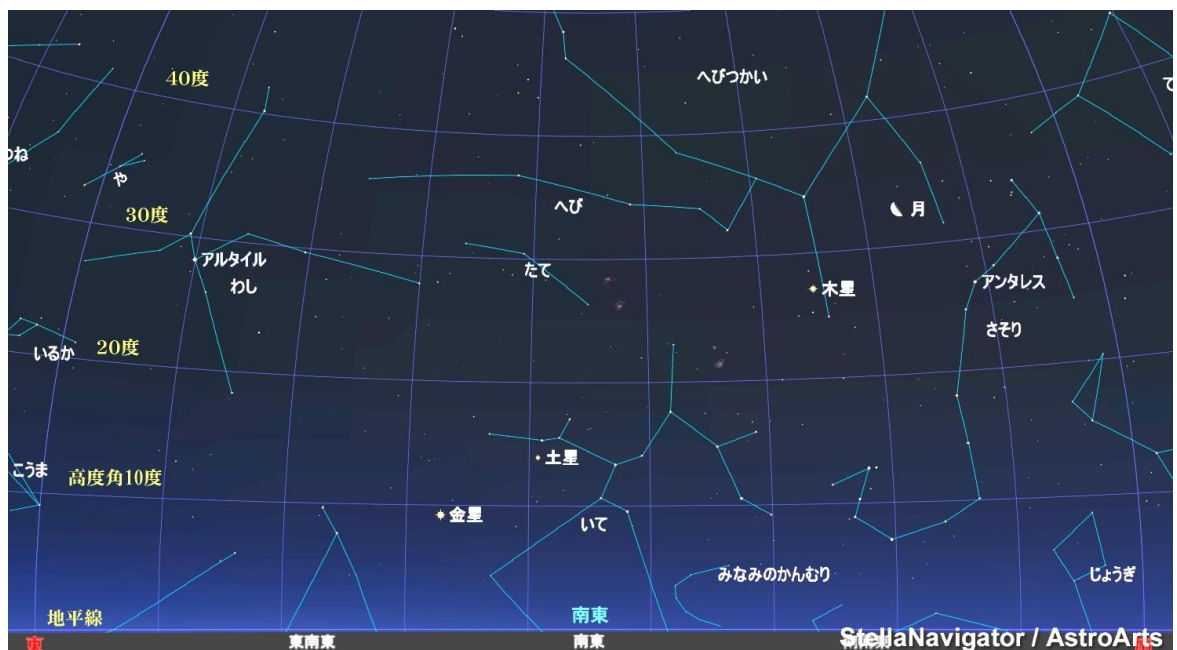 40度
へびつかい
て
つね
や
30度
へび
月
アルタイル
わし
たて
木星
アンタレス
さそり
20度
いるか
こうま
高度角10度
土星
金星
いて
みなみのかんむり
じょうぎ
地平線
南東
東
東南東
南東
StellaNavigator / AstroArts